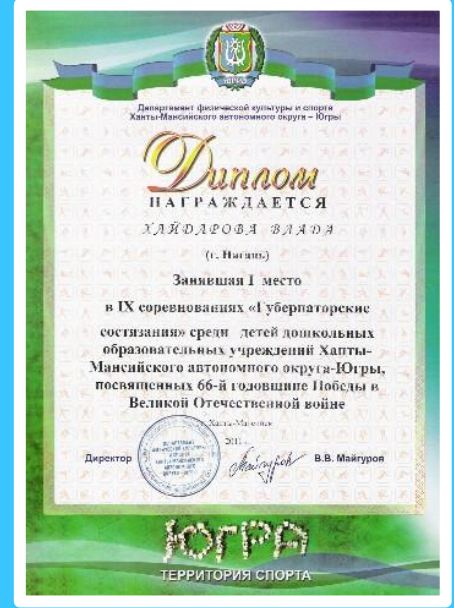 ЮГРА
Департамент физической культуры и спорта
Ханты-Мансийского автономного округа – Югры
Диплом
НАГРАЖДАЕТСЯ
ХАЙДАРОВА ВЛАДА
(г. Нягань)
Занявшая I место
в IX соревнованиях «Губернаторские
состязания» среди детей дошкольных
образовательных учреждений Ханты-
Мансийского автономного округа-Югры,
посвященных 66-й годовщине Победы в
Великой Отечественной войне
г. Ханты-Мансийск
2011 г.
Директор
В.В. Майгуров
ЮГРА
ТЕРРИТОРИЯ СПОРТА